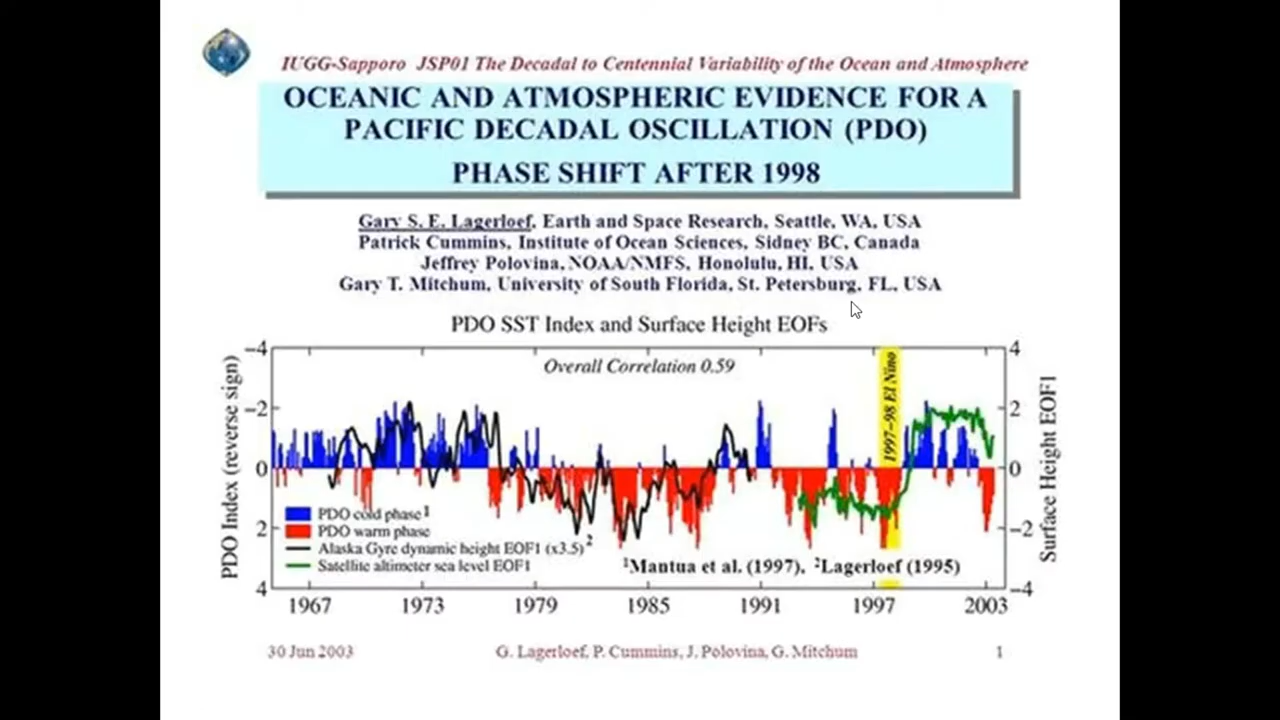 IUGG-Sapporo JSP01 The Decadal to Centennial Variability of the Ocean and Atmosphere
OCEANIC AND ATMOSPHERIC EVIDENCE FOR A
PACIFIC DECADAL OSCILLATION (PDO)
PHASE SHIFT AFTER 1998
Gary S. E. Lagerloef, Earth and Space Research, Seattle, WA, USA
Patrick Cummins, Institute of Ocean Sciences, Sidney BC, Canada
Jeffrey Polovina, NOAA/NMFS, Honolulu, HI, USA
Gary T. Mitchum, University of South Florida, St. Petersburg, FL, USA
PDO SST Index and Surface Height EOFs
Overall Correlation 0.59
PDO Index (reverse sign)
−4
−2
0
2
4
1997–98 El Nino
4
2
0
−2
−4
Surface Height EOF1
PDO cold phase¹
PDO warm phase
Alaska Gyre dynamic height EOF1 (x3.5)²
Satellite altimeter sea level EOF1
¹Mantua et al. (1997), ²Lagerloef (1995)
1967 1973 1979 1985 1991 1997 2003
30 Jun 2003 G. Lagerloef, P. Cummins, J. Polovina, G. Mitchum 1